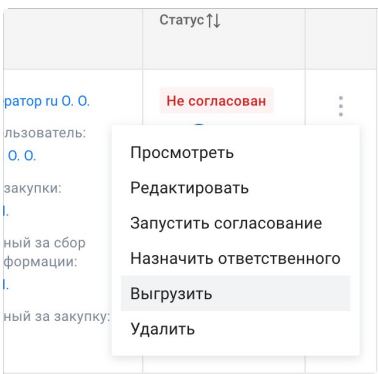 Статус↑↓
ратор ru О. О.
Не согласован
льзователь:
О. О.
закупки:
ный за сбор
формации:
ный за закупку:
Просмотреть
Редактировать
Запустить согласование
Назначить ответственного
Выгрузить
Удалить